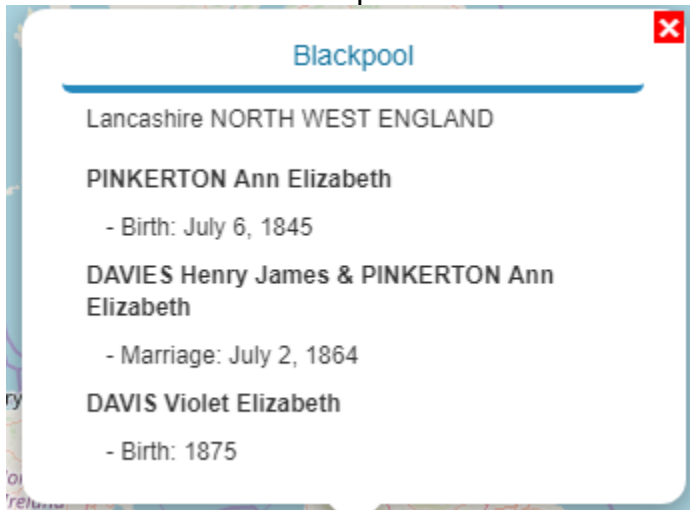 Blackpool
Lancashire NORTH WEST ENGLAND
PINKERTON Ann Elizabeth
- Birth: July 6, 1845
DAVIES Henry James & PINKERTON Ann
Elizabeth
- Marriage: July 2, 1864
DAVIS Violet Elizabeth
- Birth: 1875